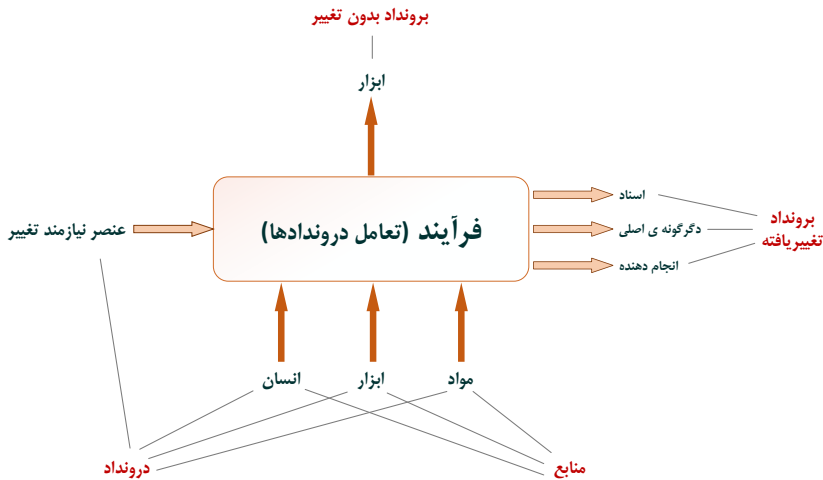 برونداد بدون تغییر
ابزار
اسناد
فرآیند (تعامل دروندادها)
عنصر نیازمند تغییر
دگرگونه ی اصلی
برونداد
تغییریافته
انجام دهنده
مواد
ابزار
انسان
منابع
درونداد